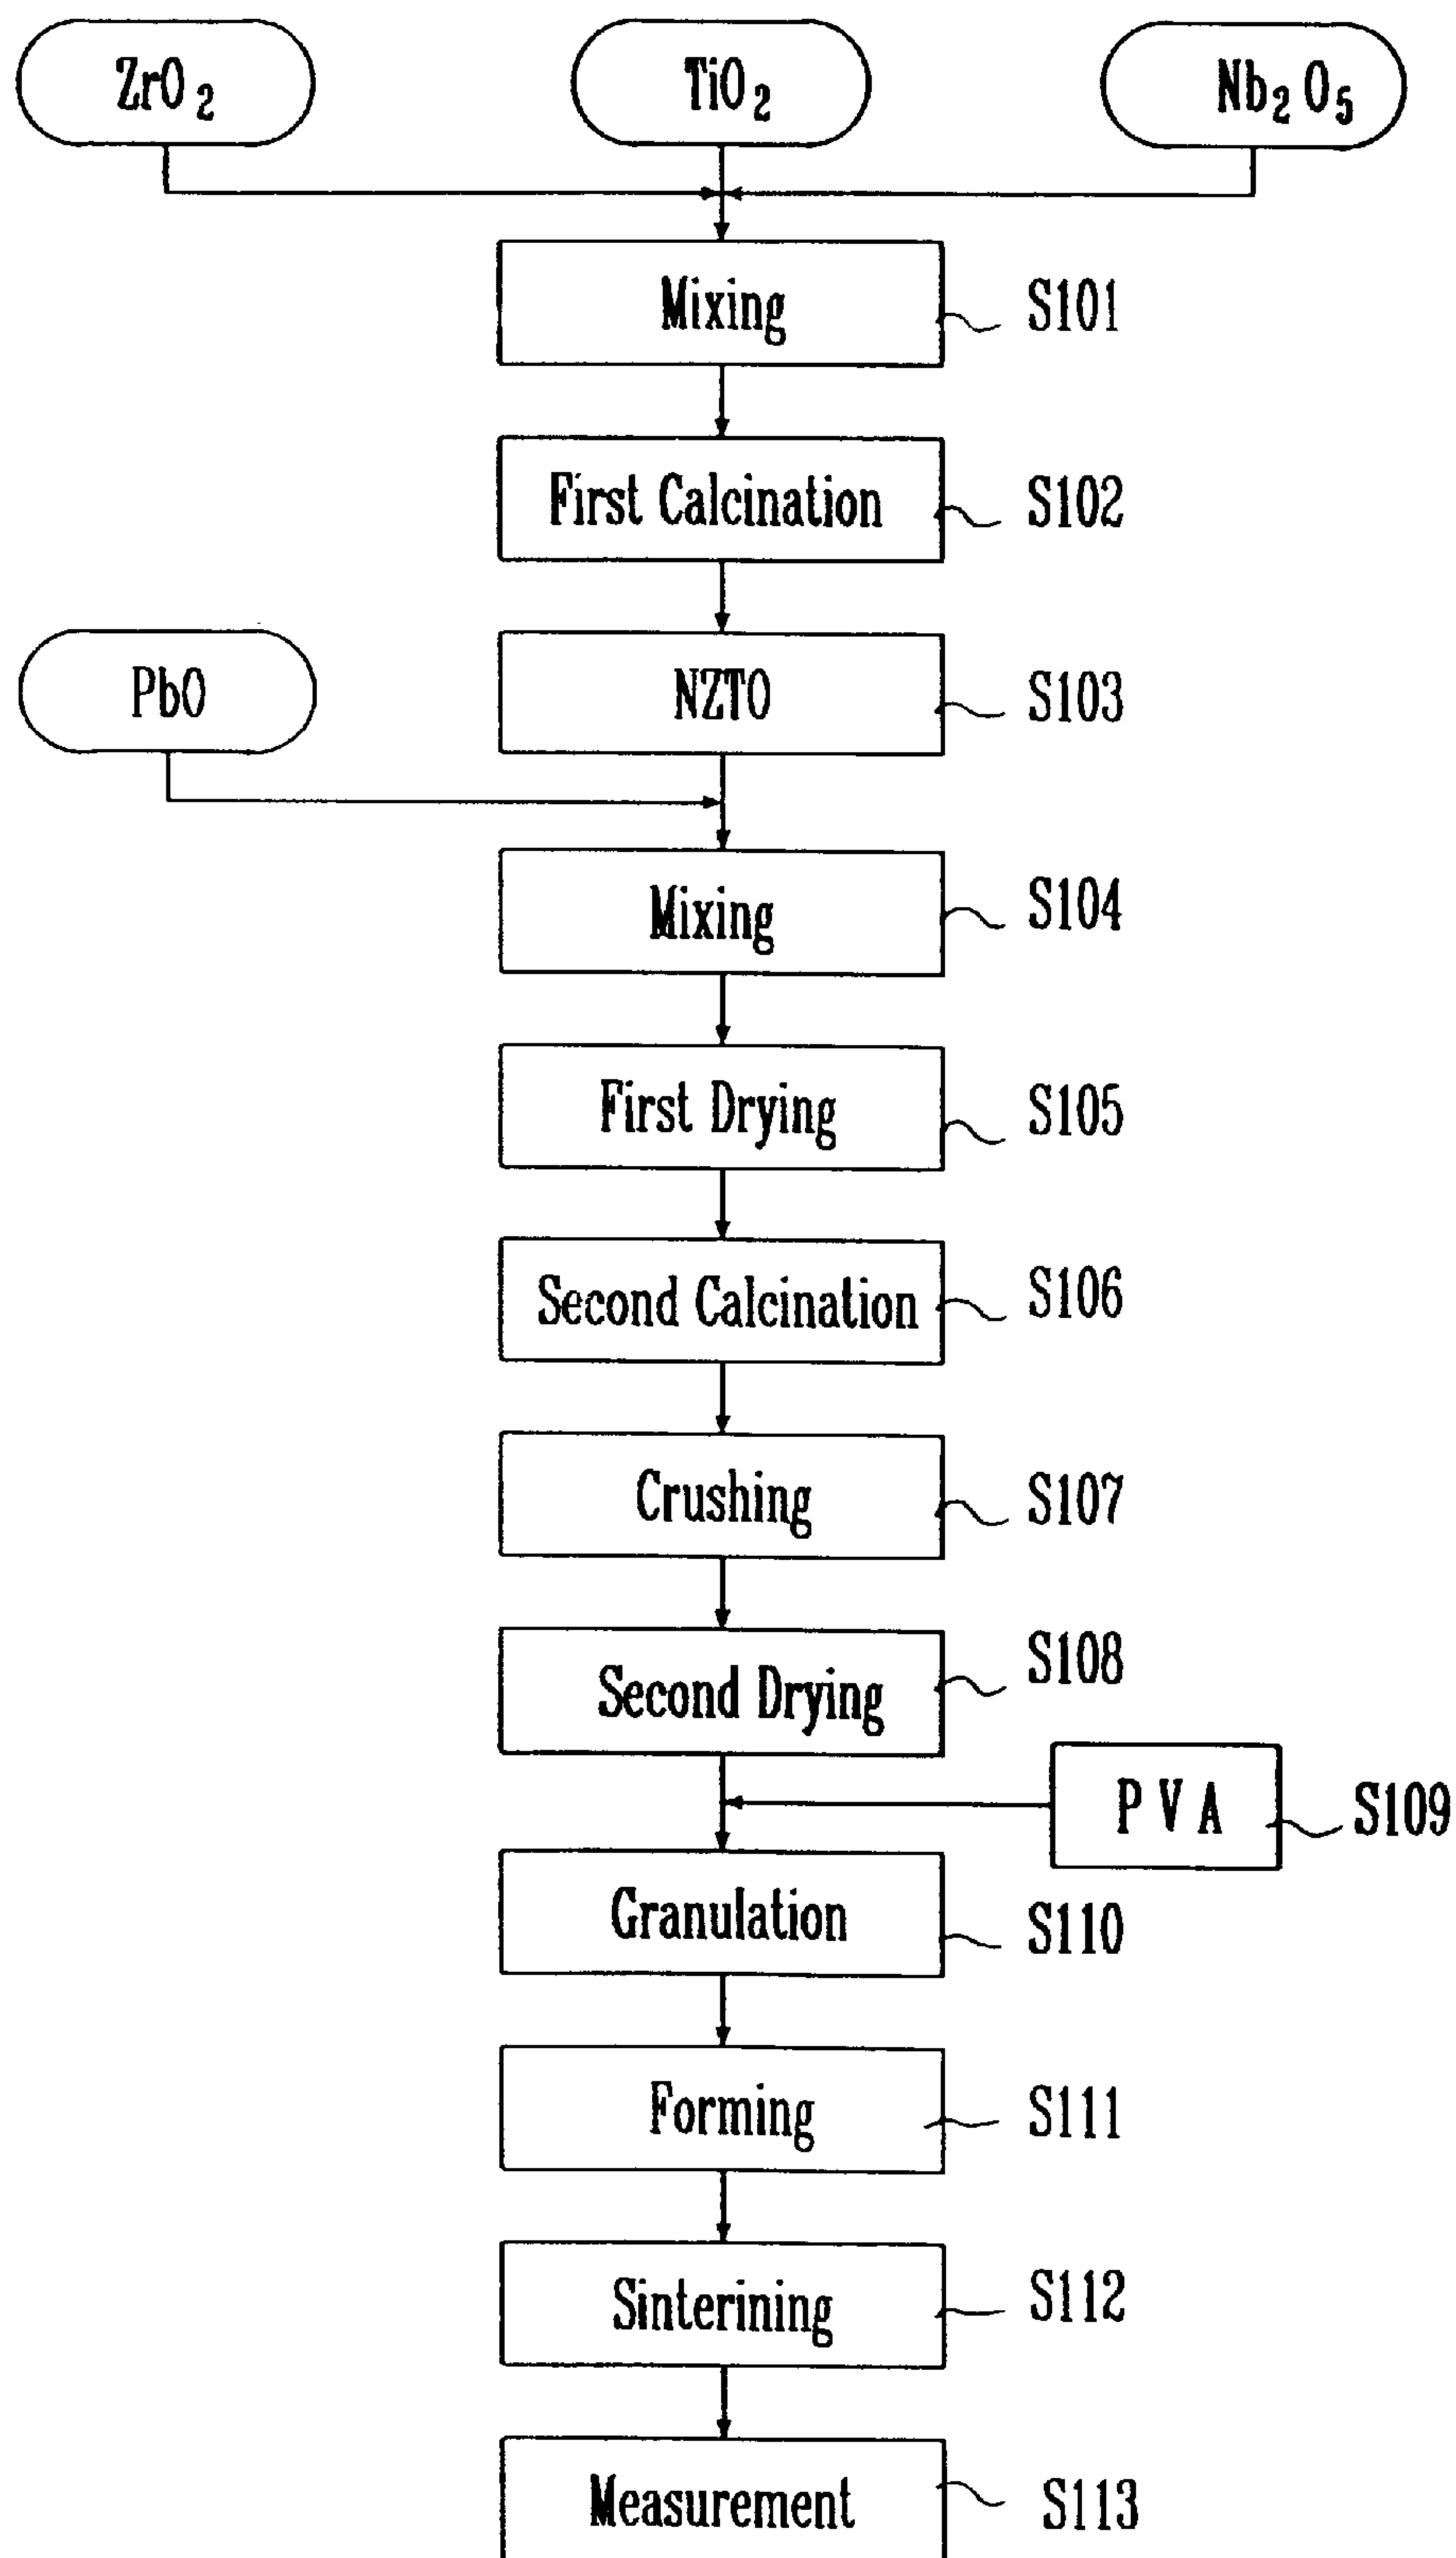 ZrO₂
TiO₂
Nb₂O₅
Mixing
S101
First Calcination
S102
PbO
NZTO
S103
Mixing
S104
First Drying
S105
Second Calcination
S106
Crushing
S107
Second Drying
S108
PVA
S109
Granulation
S110
Forming
S111
Sinterining
S112
Measurement
S113